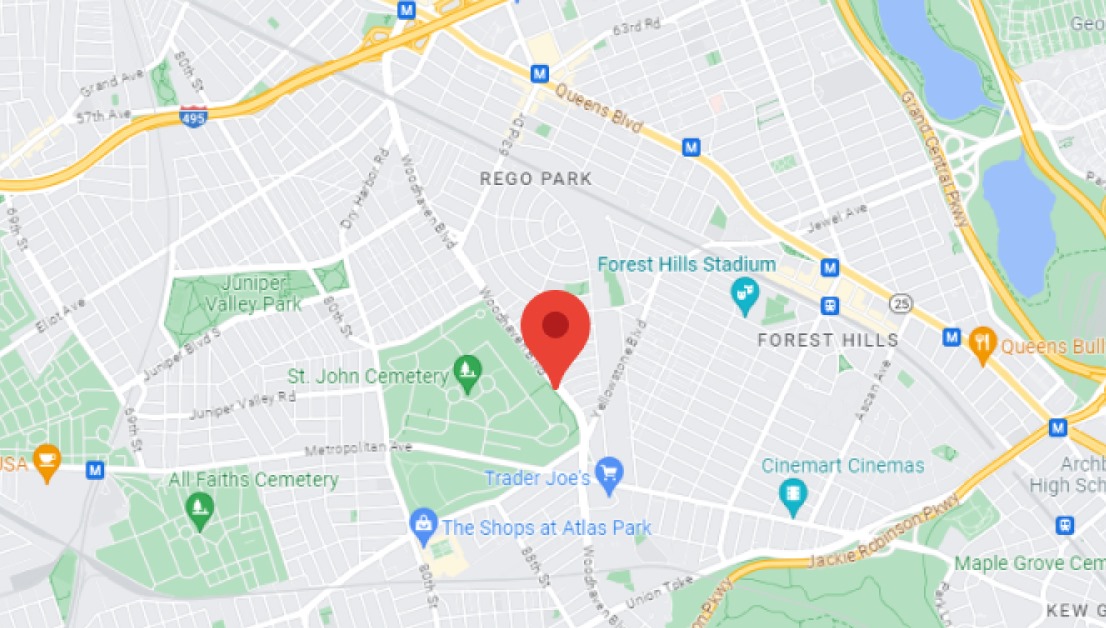 63rd Rd
Geo
Grand Ave
80th St
57th Ave
495
Queens Blvd
63rd Dr
Grand Central Pkwy
REGO PARK
Dry Harbor Rd
Woodhaven Blvd
69th St
Jewel Ave
Forest Hills Stadium
Juniper
Valley Park
80th St
Eliot Ave
25
Juniper Blvd S
FOREST HILLS
Queens Bull
St. John Cemetery
Yellowstone Blvd
Ascan Ave
Juniper Valley Rd
69th St
Metropolitan Ave
USA
All Faiths Cemetery
Trader Joe's
Cinemart Cinemas
Archb
High Sch
The Shops at Atlas Park
Jackie Robinson Pkwy
88th St
80th St
Woodhaven B
Union Tpke
Maple Grove Cem
Park Ln
on Pkwy
KEW G